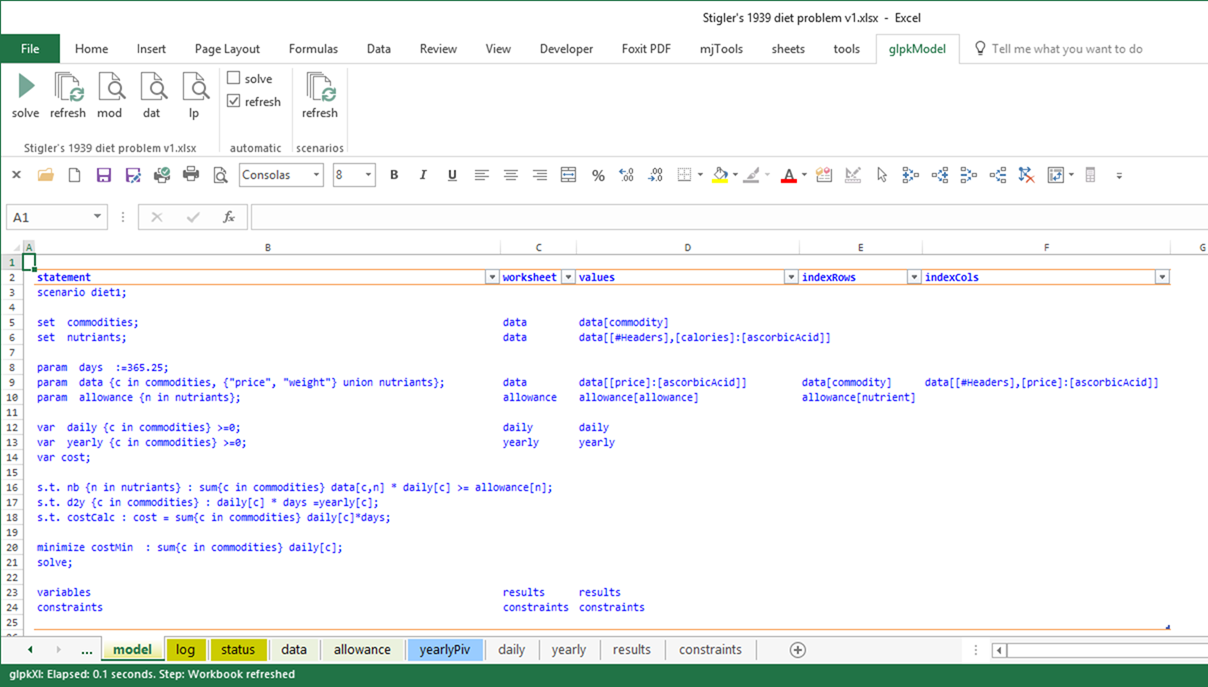 Stigler's 1939 diet problem v1.xlsx - Excel
File Home Insert Page Layout Formulas Data Review View Developer Foxit PDF mjTools sheets tools glpkModel Tell me what you want to do
solve refresh mod dat lp solve refresh refresh
Stigler's 1939 diet problem v1.xlsx automatic scenarios
Consolas 8 B I U % A
A1 fx
A B C D E F G
1
2 statement worksheet values indexRows indexCols
3 scenario diet1;
4
5 set commodities; data data[commodity]
6 set nutriants; data data[[#Headers],[calories]:[ascorbicAcid]]
7
8 param days :=365.25;
9 param data {c in commodities, {"price", "weight"} union nutriants}; data data[[price]:[ascorbicAcid]] data[commodity] data[[#Headers],[price]:[ascorbicAcid]]
10 param allowance {n in nutriants}; allowance allowance[allowance] allowance[nutrient]
11
12 var daily {c in commodities} >=0; daily daily
13 var yearly {c in commodities} >=0; yearly yearly
14 var cost;
15
16 s.t. nb {n in nutriants} : sum{c in commodities} data[c,n] * daily[c] >= allowance[n];
17 s.t. d2y {c in commodities} : daily[c] * days =yearly[c];
18 s.t. costCalc : cost = sum{c in commodities} daily[c]*days;
19
20 minimize costMin : sum{c in commodities} daily[c];
21 solve;
22
23 variables results results
24 constraints constraints constraints
25
... model log status data allowance yearlyPiv daily yearly results constraints
glpkXl: Elapsed: 0.1 seconds. Step: Workbook refreshed